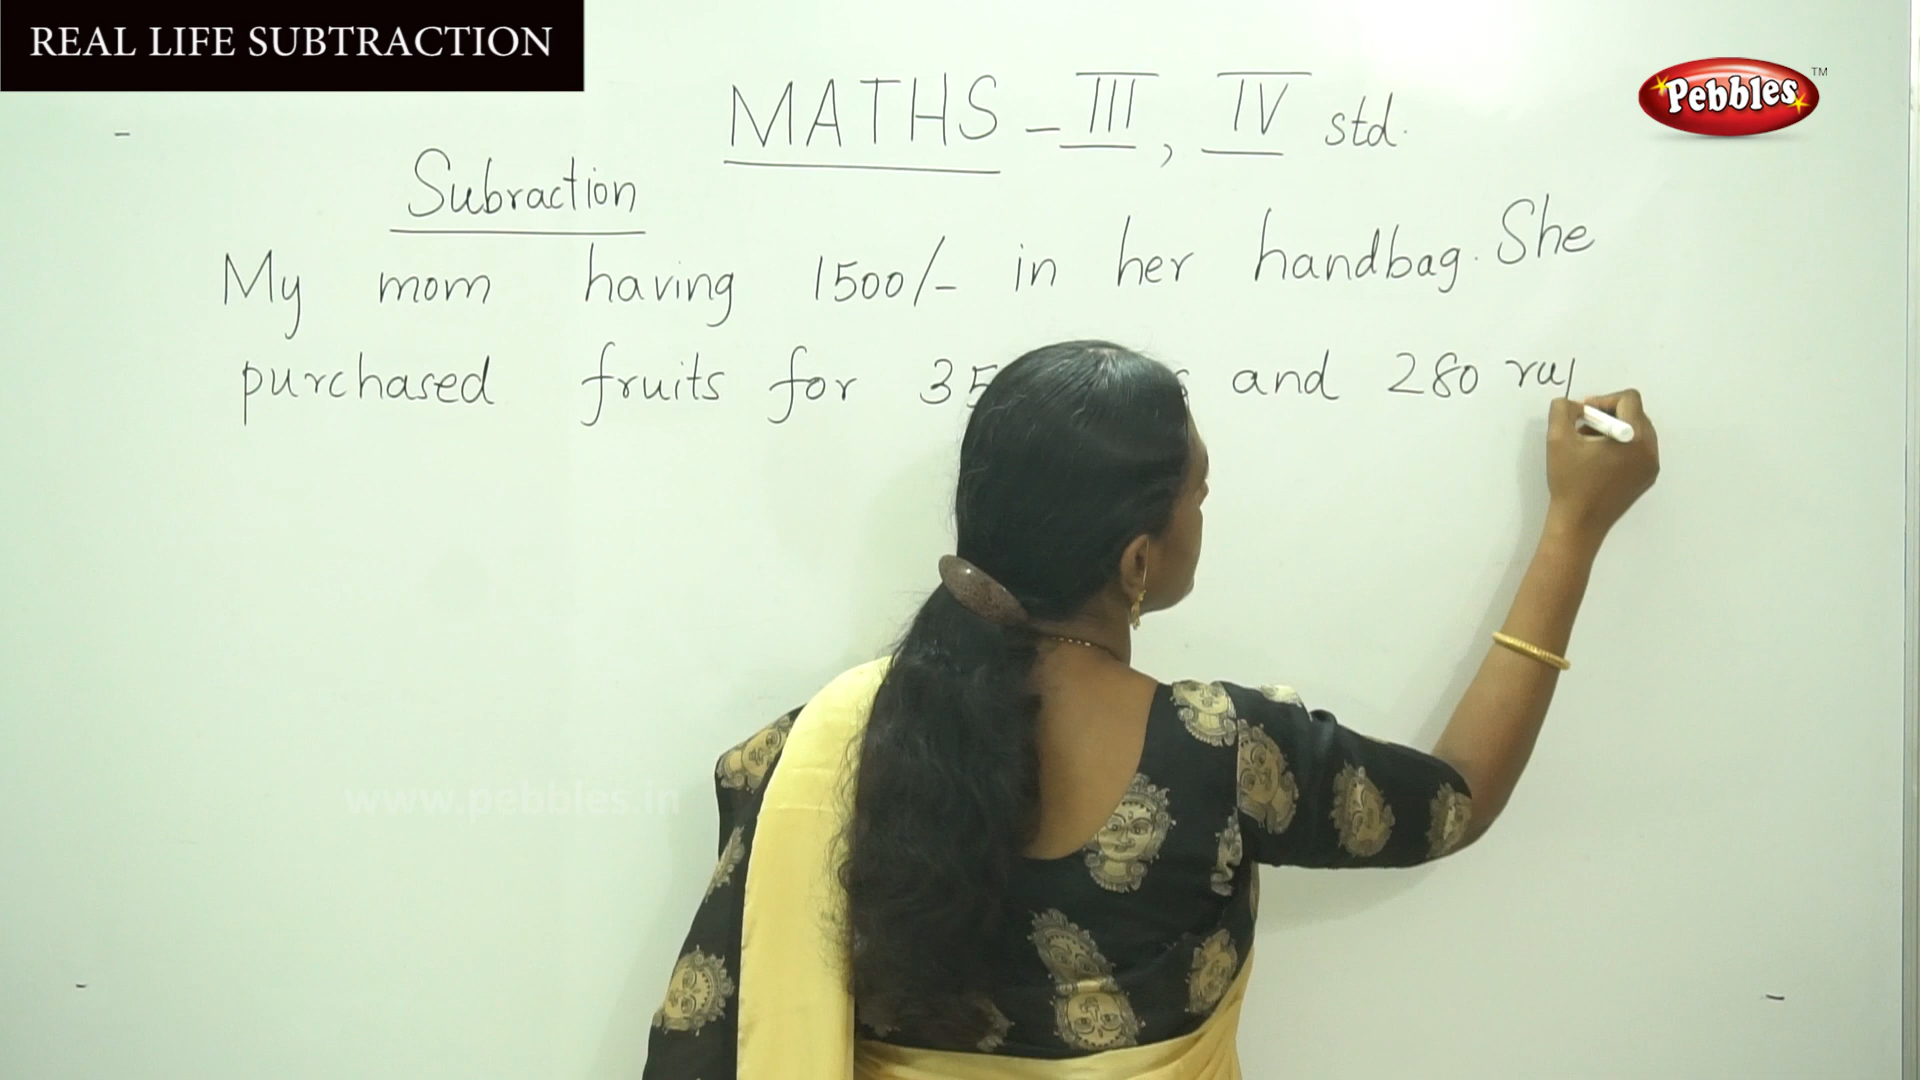 REAL LIFE SUBTRACTION
Pebbles TM
MATHS - III, IV std.
Subraction
My mom having 1500/- in her handbag. She
purchased fruits for and 280
www.pebbles.in